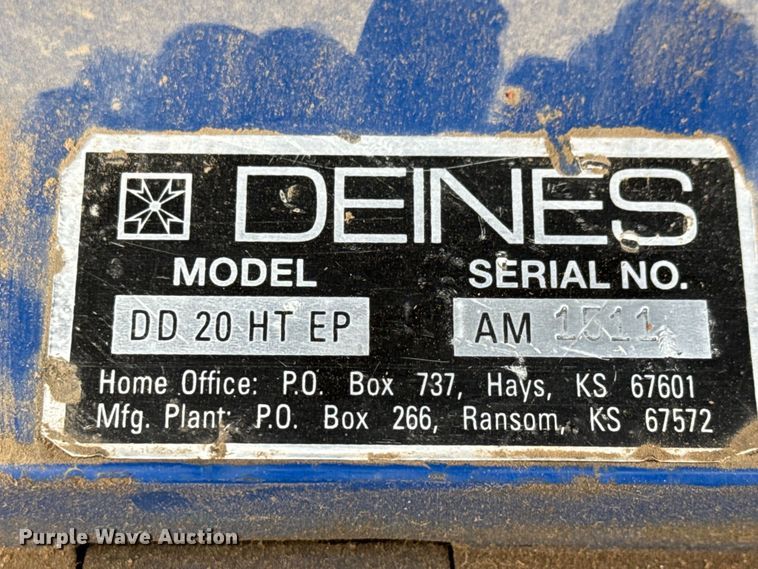 DEINES
MODEL SERIAL NO.
DD 20 HT EP AM 1511
Home Office: P.O. Box 737, Hays, KS 67601
Mfg. Plant: P.O. Box 266, Ransom, KS 67572
Purple Wave Auction